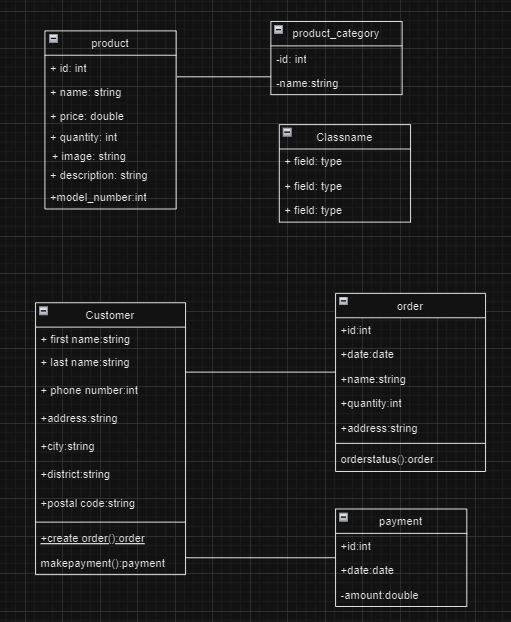 product
+ id: int
+ name: string
+ price: double
+ quantity: int
+ image: string
+ description: string
+model_number:int
product_category
-id: int
-name:string
Classname
+ field: type
+ field: type
+ field: type
Customer
+ first name:string
+ last name:string
+ phone number:int
+address:string
+city:string
+district:string
+postal code:string
+create order():order
makepayment():payment
order
+id:int
+date:date
+name:string
+quantity:int
+address:string
orderstatus():order
payment
+id:int
+date:date
-amount:double